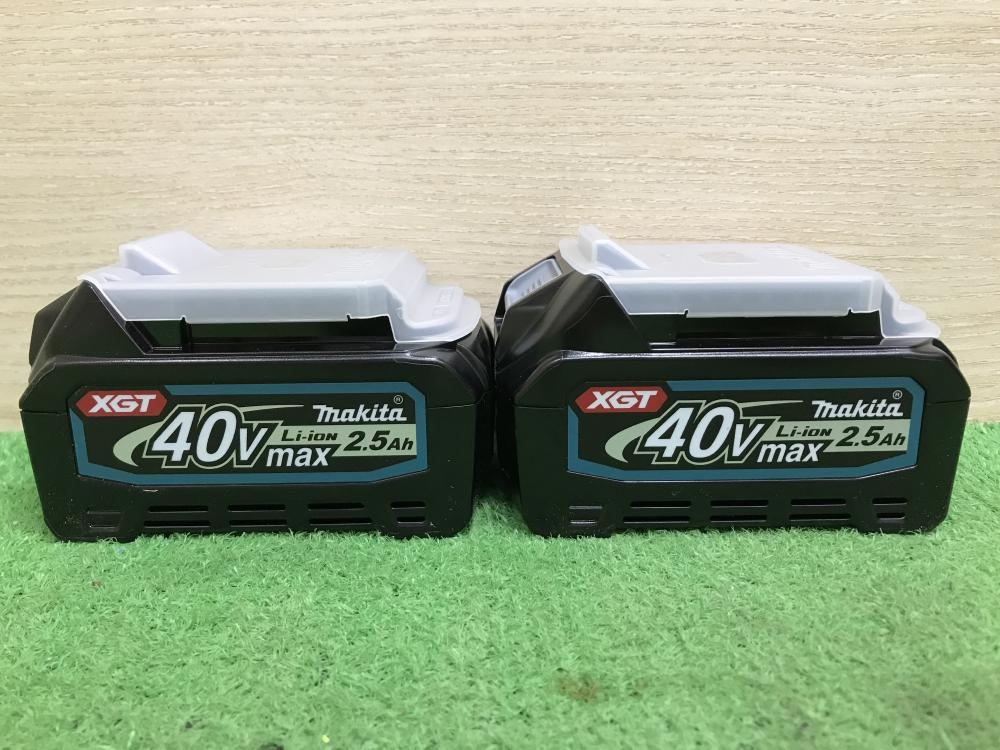 XGT
makita®
40V max
Li-ion 2.5Ah
XGT
makita®
40V max
Li-ion 2.5Ah